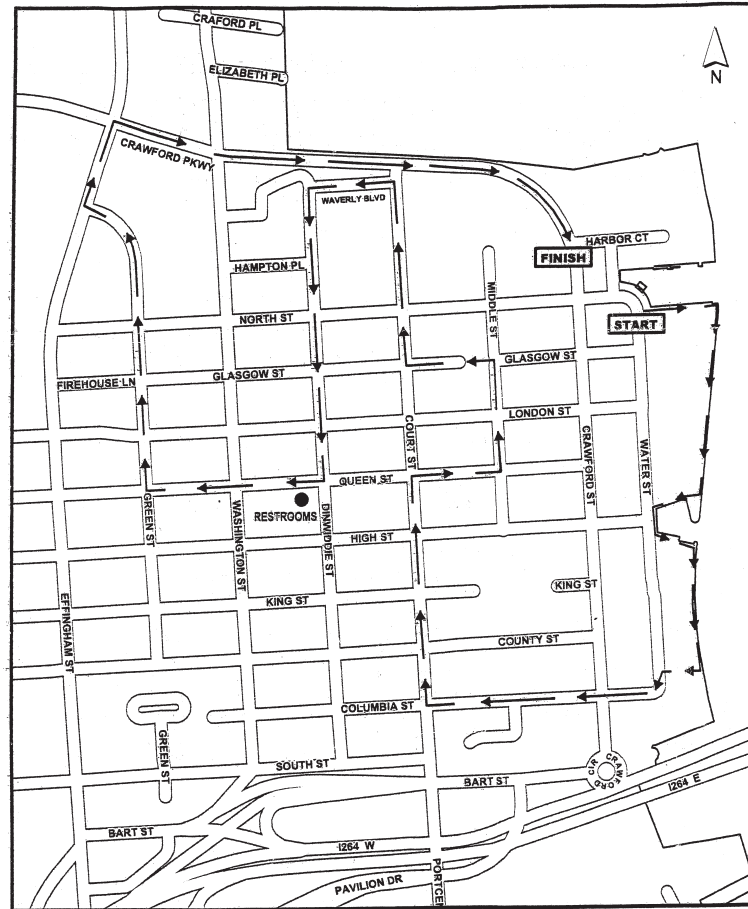 CRAFORD PL
ELIZABETH PL
N
CRAWFORD PKWY
WAVERLY BLVD
HARBOR CT
FINISH
HAMPTON PL
MIDDLE ST
NORTH ST
START
GLASGOW ST
GLASGOW ST
FIREHOUSE LN
LONDON ST
COURT ST
CRAWFORD ST
WATER ST
QUEEN ST
GREEN ST
WASHINGTON ST
RESTROOMS
DINWIDDIE ST
HIGH ST
KING ST
KING ST
EFFINGHAM ST
COUNTY ST
COLUMBIA ST
GREEN ST
SOUTH ST
CRAWFORD CIR
BART ST
I264 E
BART ST
I264 W
PAVILION DR
PORTCEN